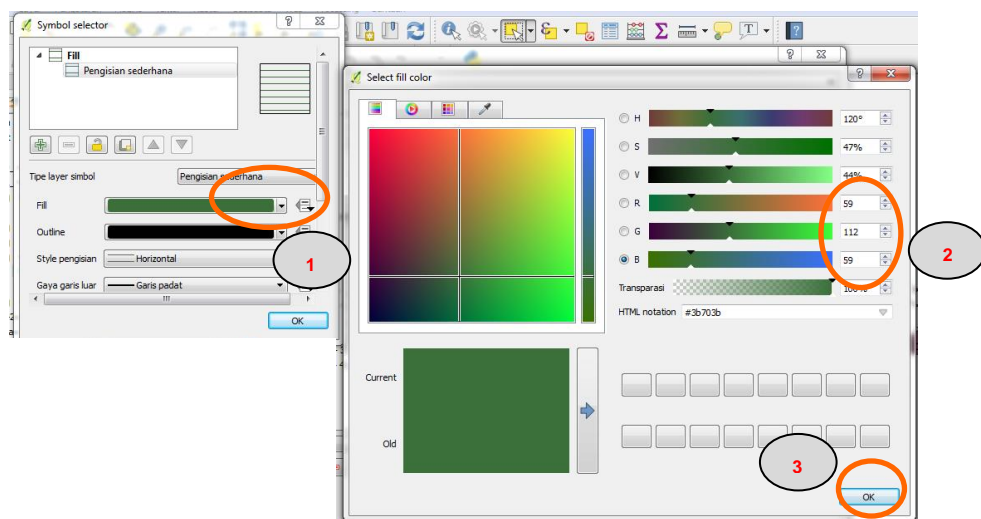 Symbol selector
Fill
Pengisian sederhana
Tipe layer simbol
Pengisian sederhana
Fill
Outline
Style pengisian
Horizontal
Gaya garis luar
Garis padat
OK
1
Select fill color
H 120°
S 47%
V 44%
R 59
G 112
B 59
Transparasi 100%
HTML notation #3b703b
Current
Old
2
3
OK